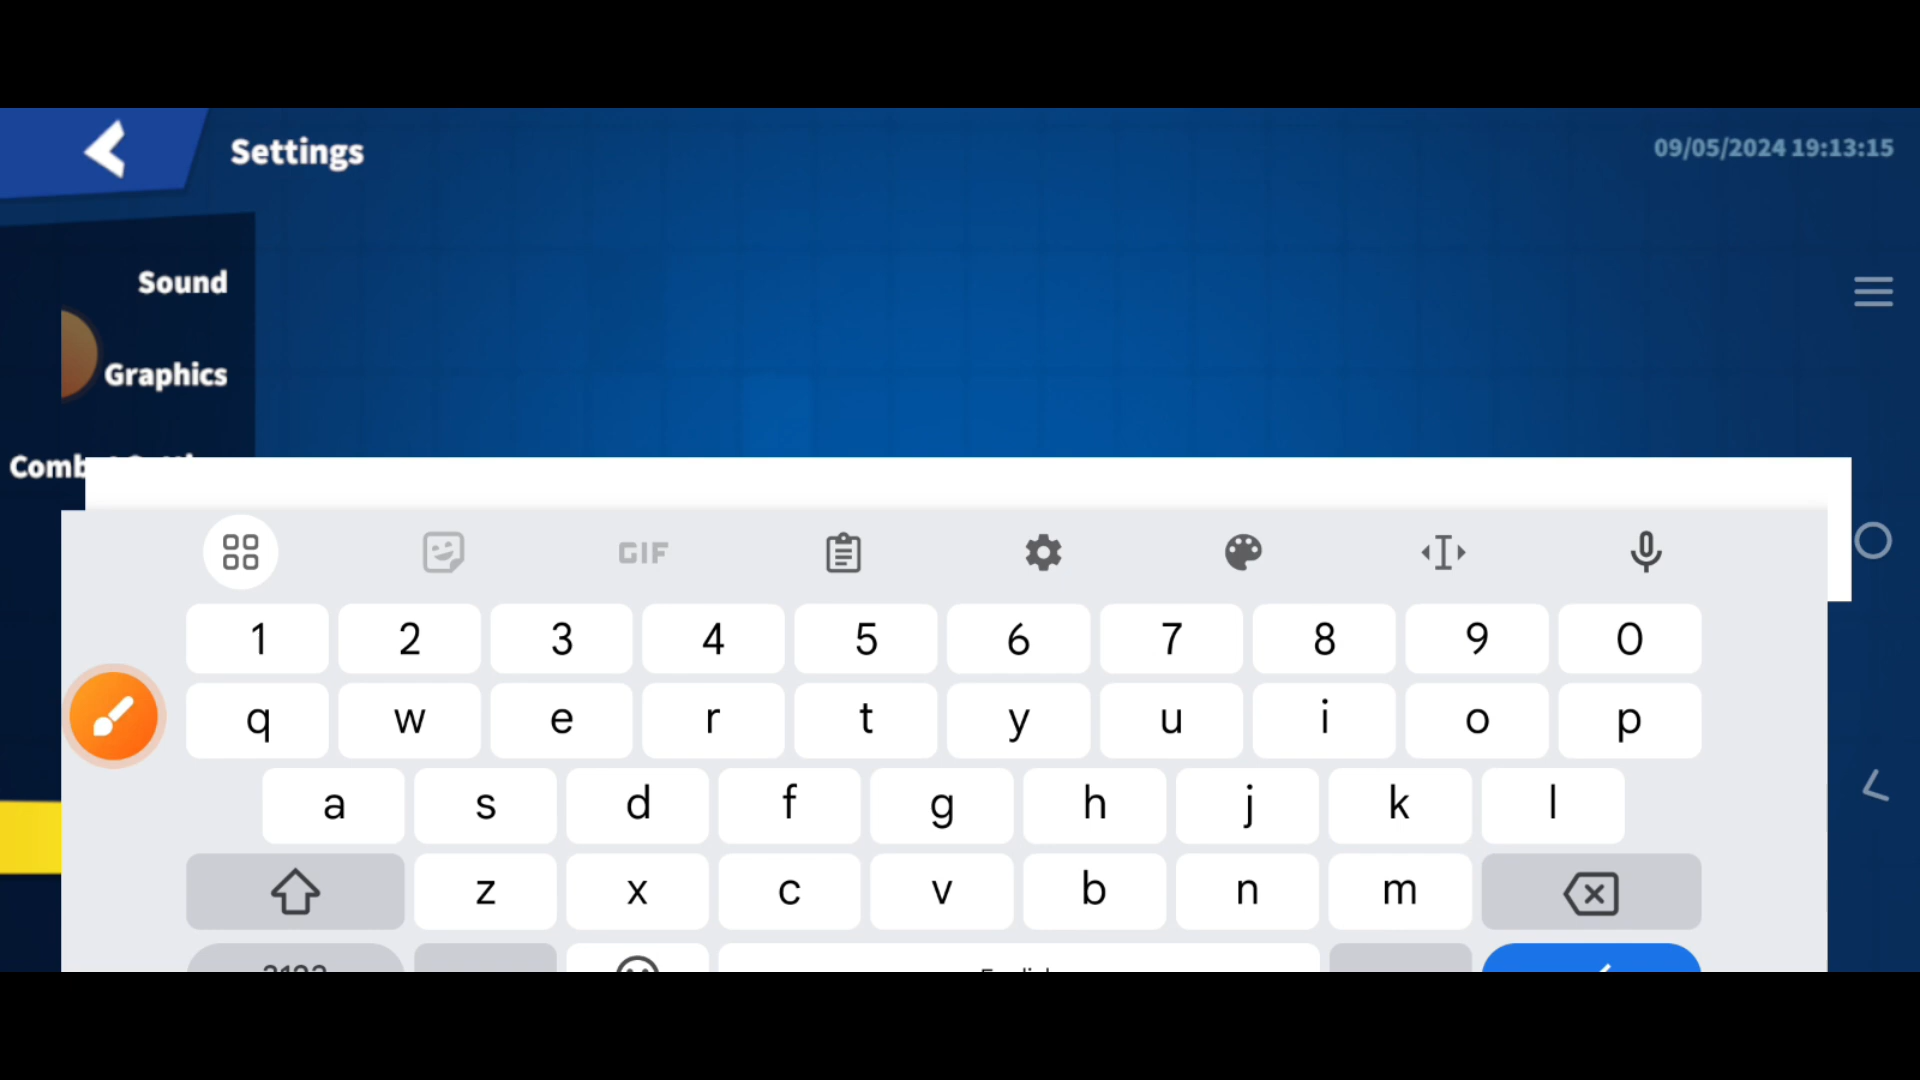 Settings
09/05/2024 19:13:15
Sound
Graphics
GIF
1 2 3 4 5 6 7 8 9 0
q w e r t y u i o p
a s d f g h j k l
z x c v b n m